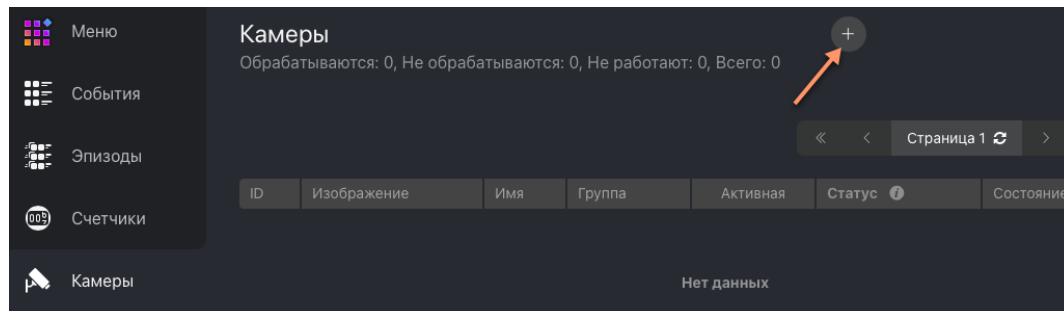 Меню
События
Эпизоды
Счетчики
Камеры
Камеры
+
Обрабатываются: 0, Не обрабатываются: 0, Не работают: 0, Всего: 0
« < Страница 1 >
ID Изображение Имя Группа Активная Статус Состояние
Нет данных